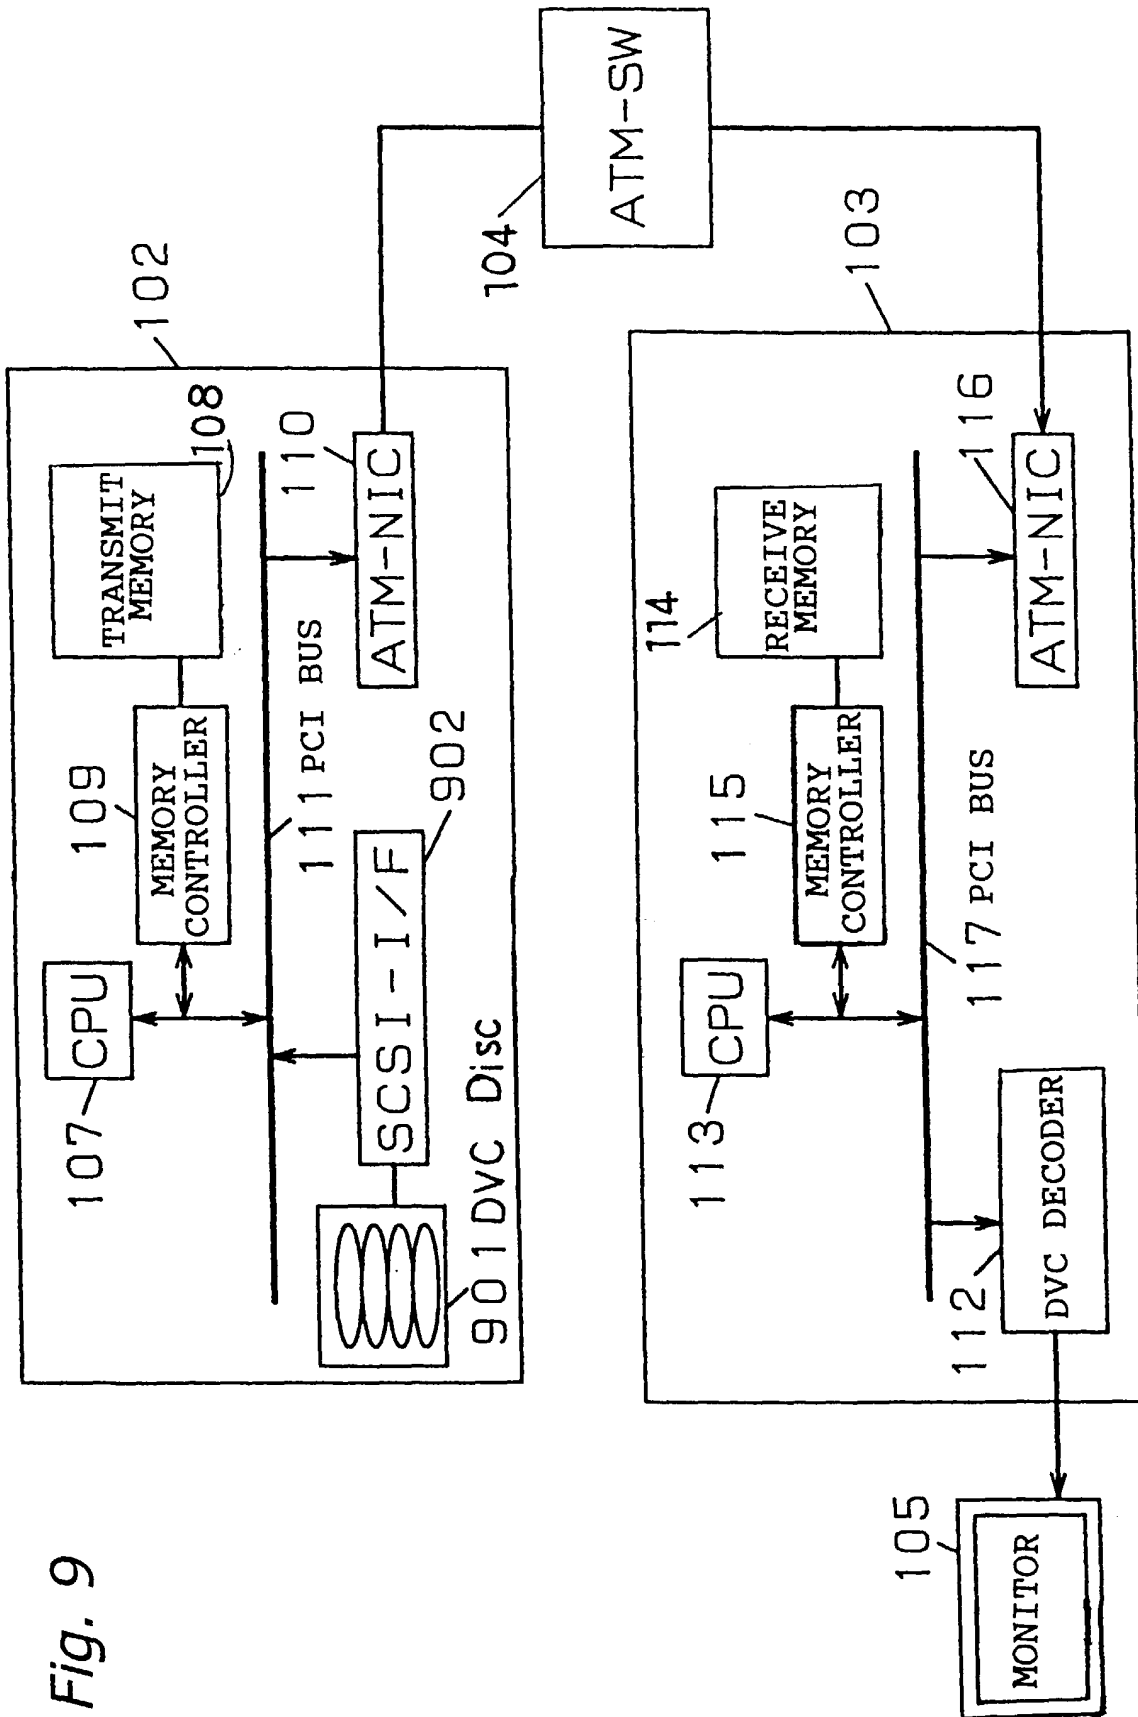 Fig. 9
102
107
CPU
109
MEMORY
CONTROLLER
TRANSMIT
MEMORY
108
111 PCI BUS
110
ATM-NIC
SCSI-I/F
902
901 DVC Disc
104
ATM-SW
103
113
CPU
115
MEMORY
CONTROLLER
114
RECEIVE
MEMORY
117 PCI BUS
116
ATM-NIC
112
DVC DECODER
105
MONITOR